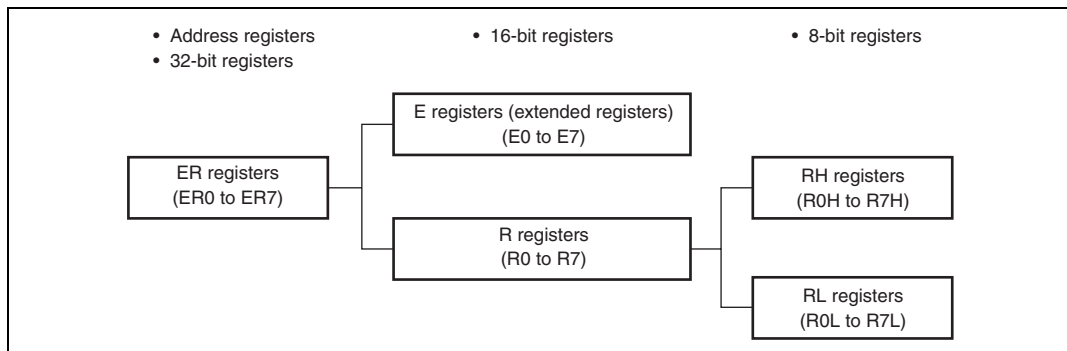 • Address registers
• 32-bit registers
• 16-bit registers
• 8-bit registers
E registers (extended registers)
(E0 to E7)
ER registers
(ER0 to ER7)
RH registers
(R0H to R7H)
R registers
(R0 to R7)
RL registers
(R0L to R7L)